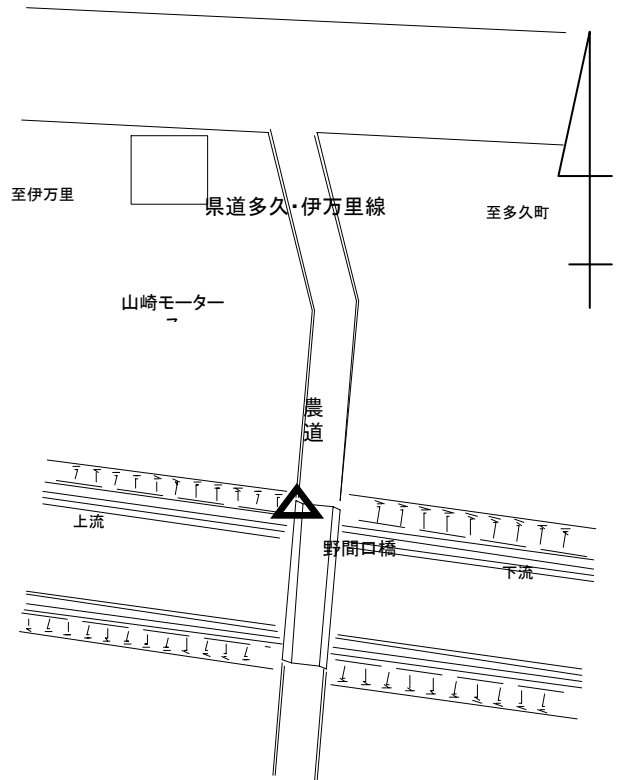 至伊万里
県道多久・伊万里線
至多久町
山崎モーター
農
道
上流
野間口橋
下流